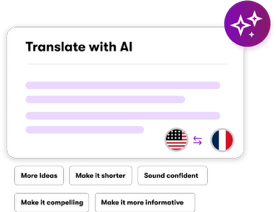 Translate with AI
More Ideas Make it shorter Sound confident
Make it compelling Make it more informative